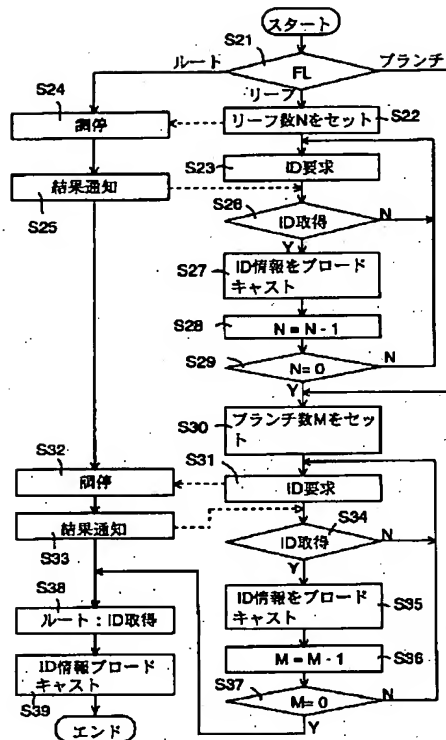 スタート
S21
ルート
FL
ブランチ
リーフ
S24
調停
リーフ数Nをセット
S22
S23
ID要求
結果通知
S25
S26
ID取得
N
Y
S27
ID情報をブロード
キャスト
S28
N = N - 1
S29
N= 0
N
Y
S30
ブランチ数Mをセッ
ト
S32
S31
調停
ID要求
結果通知
S33
S34
ID取得
N
Y
S38
ID情報をブロード
キャスト
S35
ルート：ID取得
M = M - 1
S36
ID情報ブロード
キャスト
S39
S37
M= 0
N
Y
エンド